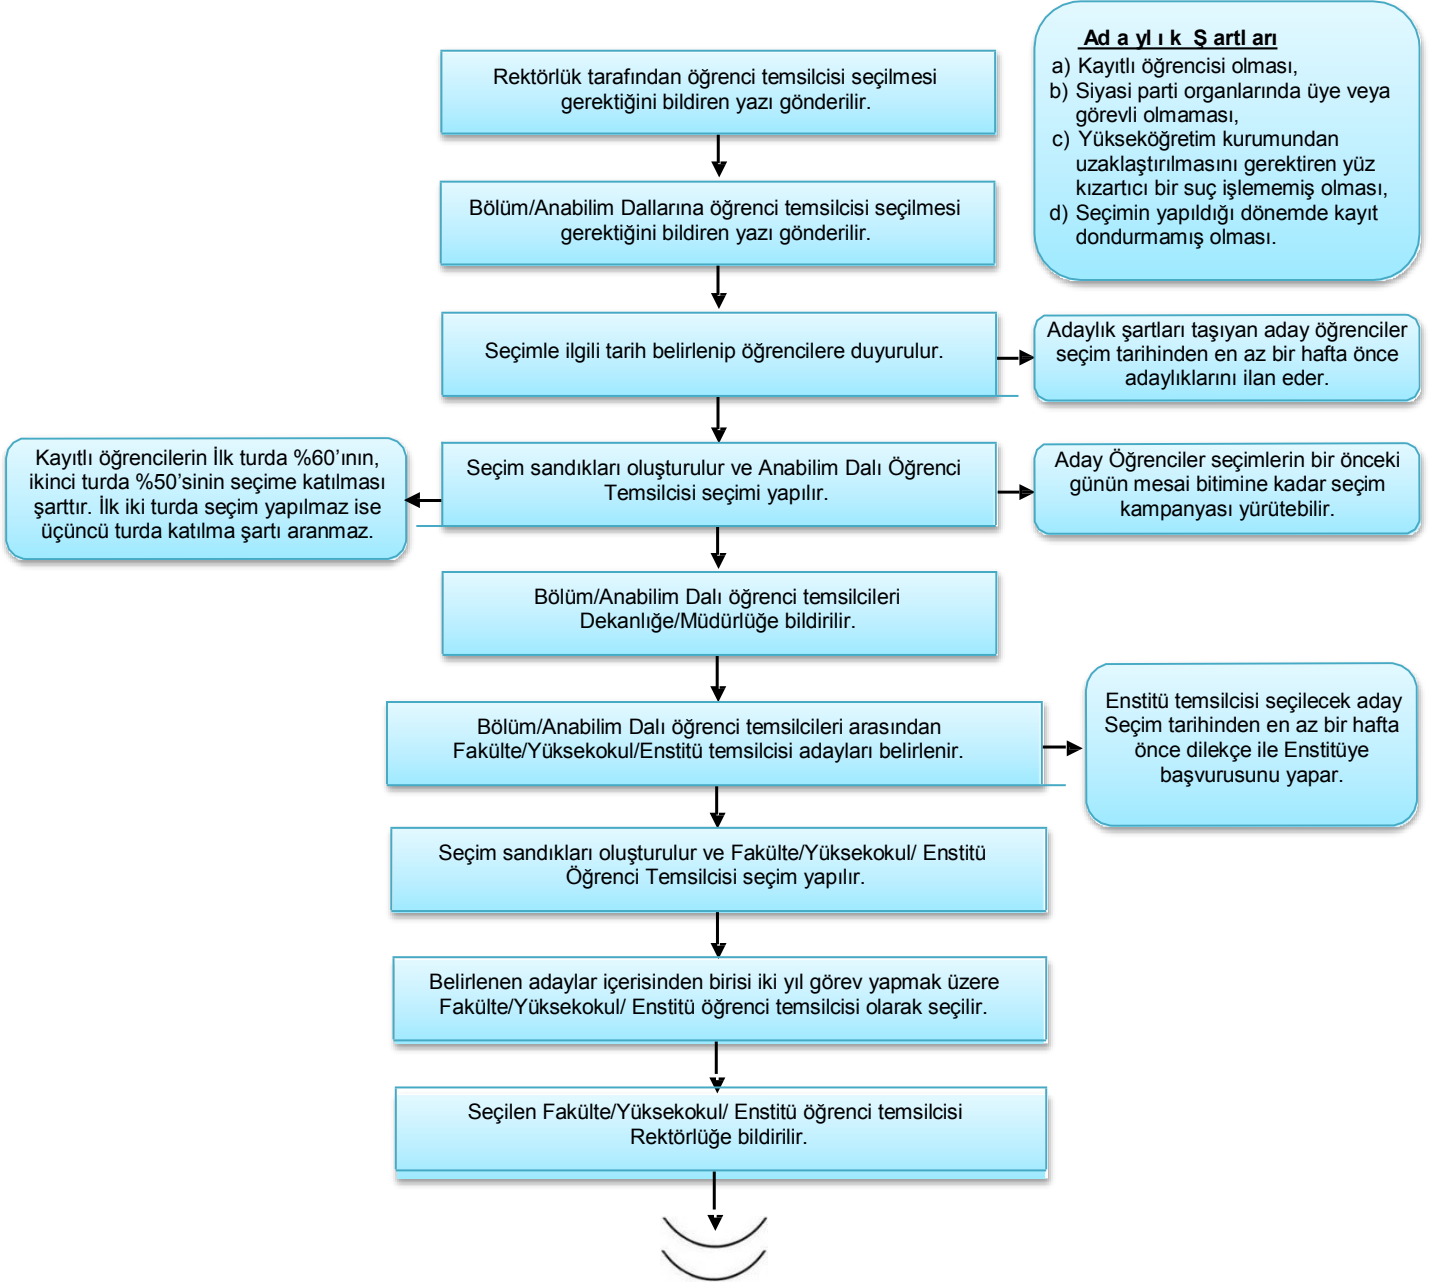 Adaylık Şartları
a) Kayıtlı öğrencisi olması,
b) Siyasi parti organlarında üye veya
görevli olmaması,
c) Yükseköğretim kurumundan
uzaklaştırılmasını gerektiren yüz
kızartıcı bir suç işlememiş olması,
d) Seçimin yapıldığı dönemde kayıt
dondurmamış olması.
Rektörlük tarafından öğrenci temsilcisi seçilmesi
gerektiğini bildiren yazı gönderilir.
Bölüm/Anabilim Dallarına öğrenci temsilcisi seçilmesi
gerektiğini bildiren yazı gönderilir.
Seçimle ilgili tarih belirlenip öğrencilere duyurulur.
Adaylık şartları taşıyan aday öğrenciler
seçim tarihinden en az bir hafta önce
adaylıklarını ilan eder.
Kayıtlı öğrencilerin İlk turda %60’ının,
ikinci turda %50’sinin seçime katılması
şarttır. İlk iki turda seçim yapılmaz ise
üçüncü turda katılma şartı aranmaz.
Seçim sandıkları oluşturulur ve Anabilim Dalı Öğrenci
Temsilcisi seçimi yapılır.
Aday Öğrenciler seçimlerin bir önceki
günün mesai bitimine kadar seçim
kampanyası yürütebilir.
Bölüm/Anabilim Dalı öğrenci temsilcileri
Dekanlığe/Müdürlüğe bildirilir.
Bölüm/Anabilim Dalı öğrenci temsilcileri arasından
Fakülte/Yüksekokul/Enstitü temsilcisi adayları belirlenir.
Enstitü temsilcisi seçilecek aday
Seçim tarihinden en az bir hafta
önce dilekçe ile Enstitüye
başvurusunu yapar.
Seçim sandıkları oluşturulur ve Fakülte/Yüksekokul/ Enstitü
Öğrenci Temsilcisi seçim yapılır.
Belirlenen adaylar içerisinden birisi iki yıl görev yapmak üzere
Fakülte/Yüksekokul/ Enstitü öğrenci temsilcisi olarak seçilir.
Seçilen Fakülte/Yüksekokul/ Enstitü öğrenci temsilcisi
Rektörlüğe bildirilir.